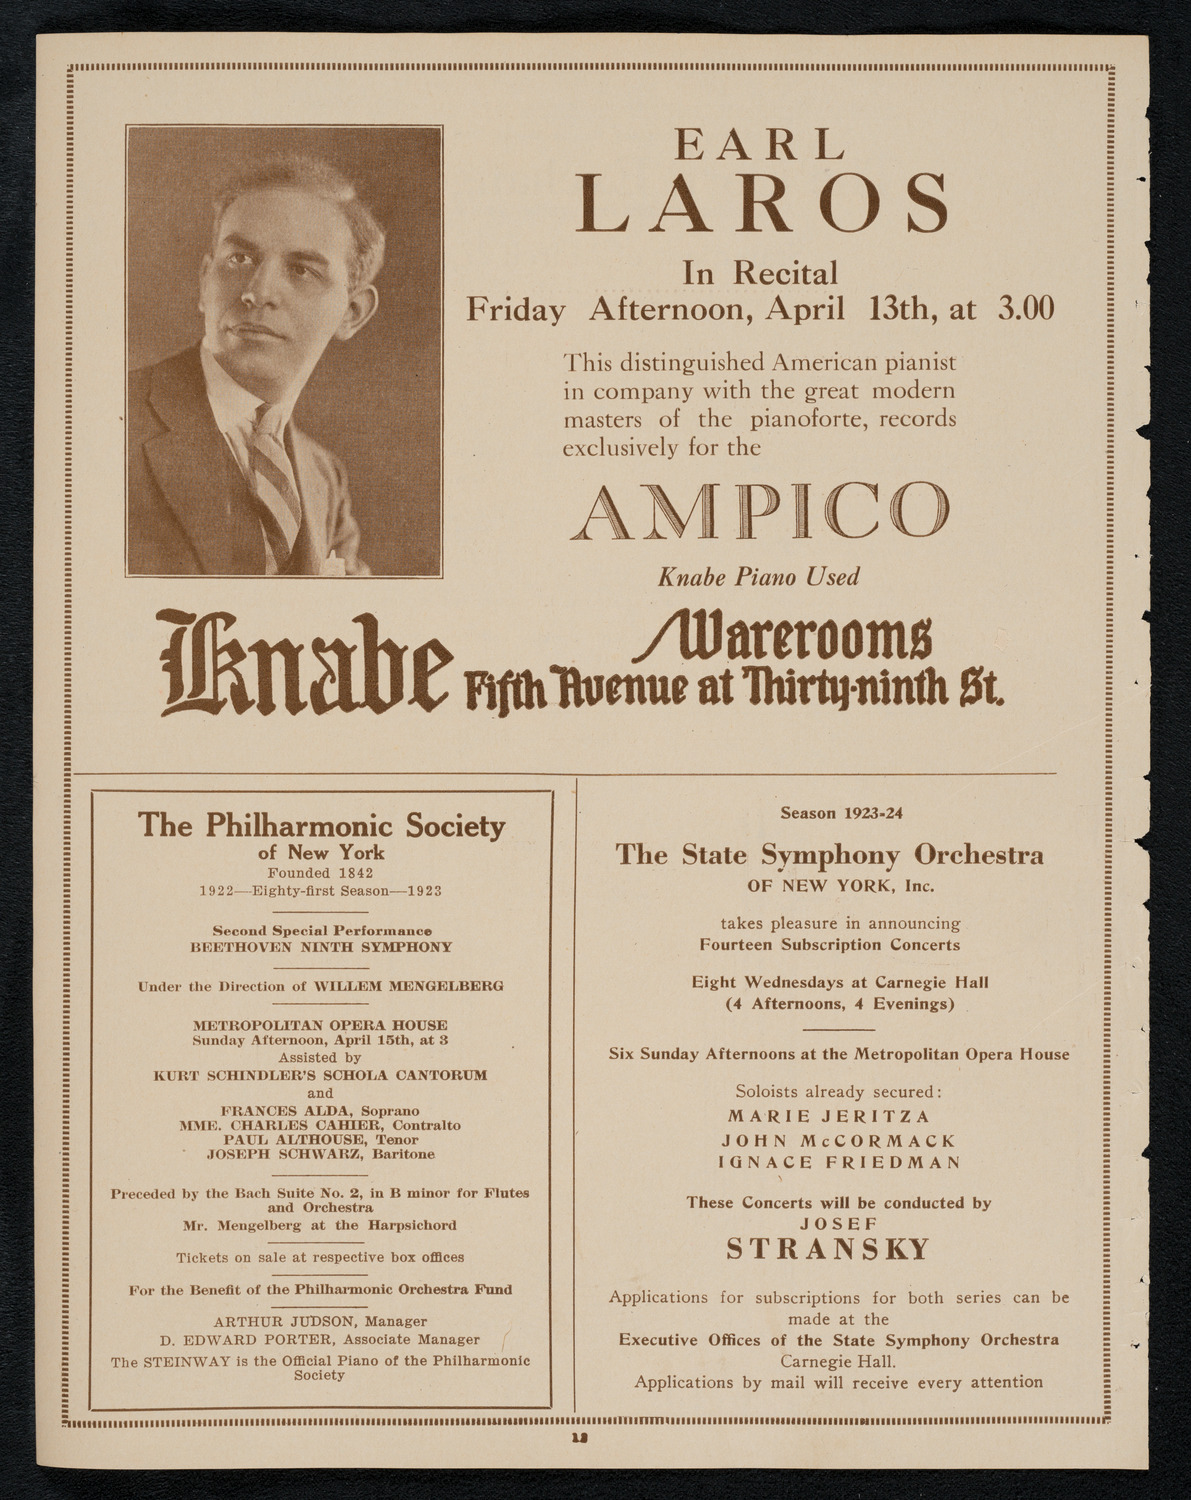 EARL
LAROS
In Recital
Friday Afternoon, April 13th, at 3.00
This distinguished American pianist
in company with the great modern
masters of the pianoforte, records
exclusively for the
AMPICO
Knabe Piano Used
Knabe
Warerooms
Fifth Avenue at Thirty-ninth St.
The Philharmonic Society
of New York
Founded 1842
1922—Eighty-first Season—1923
Second Special Performance
BEETHOVEN NINTH SYMPHONY
Under the Direction of WILLEM MENGELBERG
METROPOLITAN OPERA HOUSE
Sunday Afternoon, April 15th, at 3
Assisted by
KURT SCHINDLER'S SCHOLA CANTORUM
and
FRANCES ALDA, Soprano
MME. CHARLES CAHIER, Contralto
PAUL ALTHOUSE, Tenor
JOSEPH SCHWARZ, Baritone
Preceded by the Bach Suite No. 2, in B minor for Flutes
and Orchestra
Mr. Mengelberg at the Harpsichord
Tickets on sale at respective box offices
For the Benefit of the Philharmonic Orchestra Fund
ARTHUR JUDSON, Manager
D. EDWARD PORTER, Associate Manager
The STEINWAY is the Official Piano of the Philharmonic
Society
Season 1923-24
The State Symphony Orchestra
OF NEW YORK, Inc.
takes pleasure in announcing
Fourteen Subscription Concerts
Eight Wednesdays at Carnegie Hall
(4 Afternoons, 4 Evenings)
Six Sunday Afternoons at the Metropolitan Opera House
Soloists already secured:
MARIE JERITZA
JOHN McCORMACK
IGNACE FRIEDMAN
These Concerts will be conducted by
JOSEF
STRANSKY
Applications for subscriptions for both series can be
made at the
Executive Offices of the State Symphony Orchestra
Carnegie Hall.
Applications by mail will receive every attention